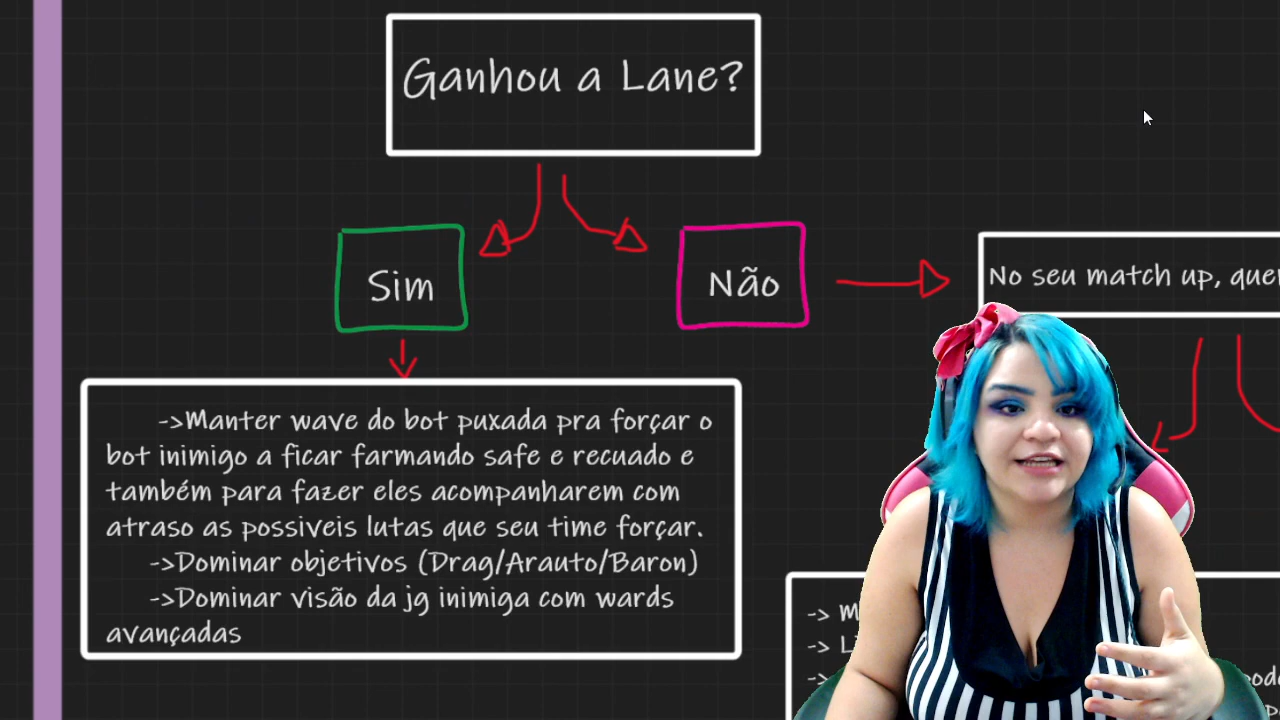 Ganhou a Lane?
Sim
Não
No seu match up,
->Manter wave do bot puxada pra forçar o
bot inimigo a ficar farmando safe e recuado e
também para fazer eles acompanharem com
atraso as possiveis lutas que seu time forçar.
->Dominar objetivos (Drag/Arauto/Baron)
->Dominar visão da jg inimiga com wards
avançadas
->
->
->